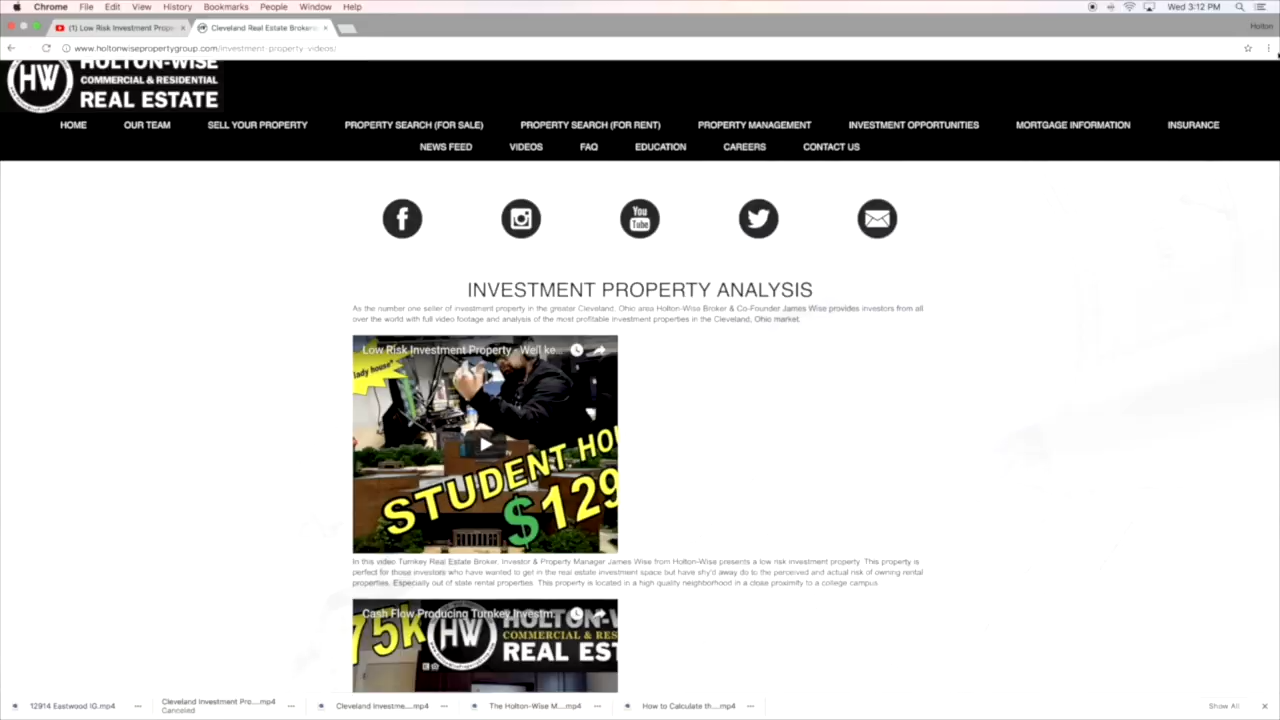 Chrome File Edit View History Bookmarks People Window Help Wed 3:12 PM
(1) Low Risk Investment Prop Cleveland Real Estate Brokera Holton
www.holtonwisepropertygroup.com/investment-property-videos/
HW HOLTON-WISE
COMMERCIAL & RESIDENTIAL
REAL ESTATE
HOME OUR TEAM SELL YOUR PROPERTY PROPERTY SEARCH (FOR SALE) PROPERTY SEARCH (FOR RENT) PROPERTY MANAGEMENT INVESTMENT OPPORTUNITIES MORTGAGE INFORMATION INSURANCE
NEWS FEED VIDEOS FAQ EDUCATION CAREERS CONTACT US
You Tube
INVESTMENT PROPERTY ANALYSIS
As the number one seller of investment property in the greater Cleveland, Ohio area Holton-Wise Broker & Co-Founder James Wise provides investors from all
over the world with full video footage and analysis of the most profitable investment properties in the Cleveland, Ohio market.
Low Risk Investment Property - We'll ke...
lady house"
STUDENT HOU
$129
In this video Turnkey Real Estate Broker, Investor & Property Manager James Wise from Holton-Wise presents a low risk investment property. This property is
perfect for those investors who have wanted to get in the real estate investment space but have shy'd away do to the perceived and actual risk of owning rental
properties. Especially out of state rental properties. This property is located in a high quality neighborhood in a close proximity to a college campus.
Cash Flow Producing Turnkey Investm...
75k HW HOLTON-W
COMMERCIAL & RES
REAL EST
12914 Eastwood IG.mp4 Cleveland Investment Pro....mp4 Cleveland Investme....mp4 The Holton-Wise M....mp4 How to Calculate th....mp4 Show All
Canceled